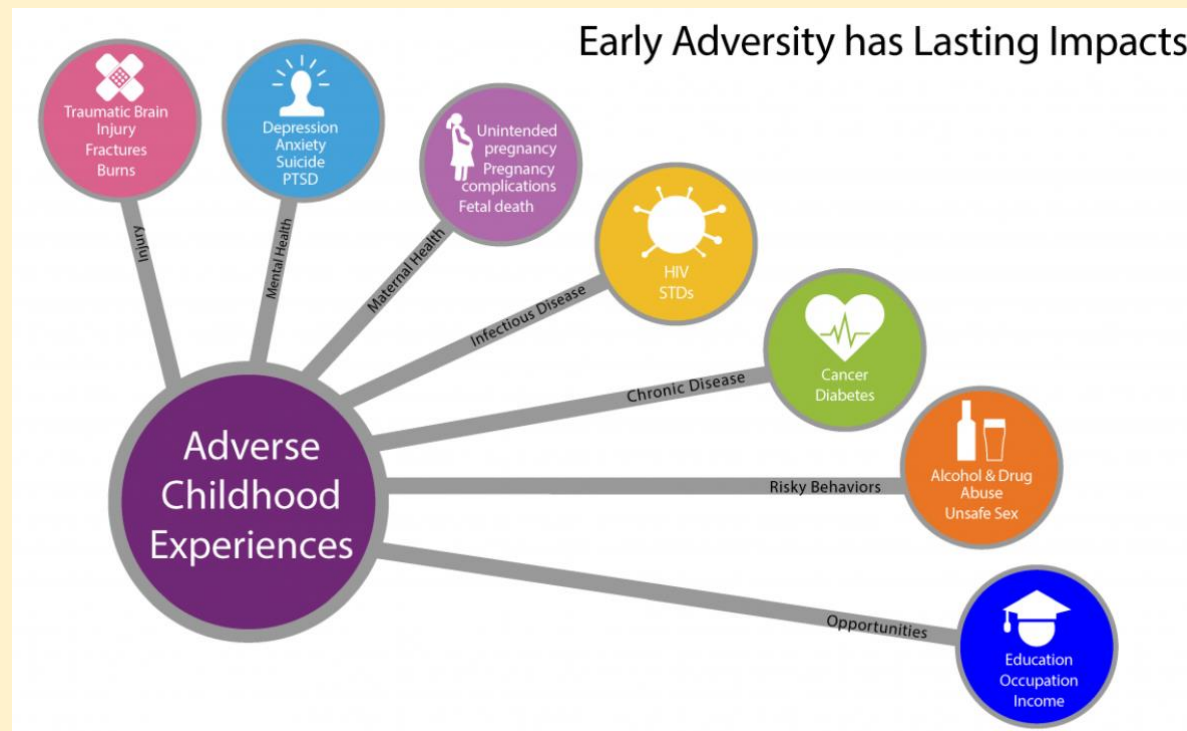 Early Adversity has Lasting Impacts
Traumatic Brain
Injury
Fractures
Burns
Depression
Anxiety
Suicide
PTSD
Unintended
pregnancy
Pregnancy
complications
Fetal death
HIV
STDs
Cancer
Diabetes
Alcohol & Drug
Abuse
Unsafe Sex
Education
Occupation
Income
Injury
Mental Health
Maternal Health
Infectious Disease
Chronic Disease
Risky Behaviors
Opportunities
Adverse
Childhood
Experiences